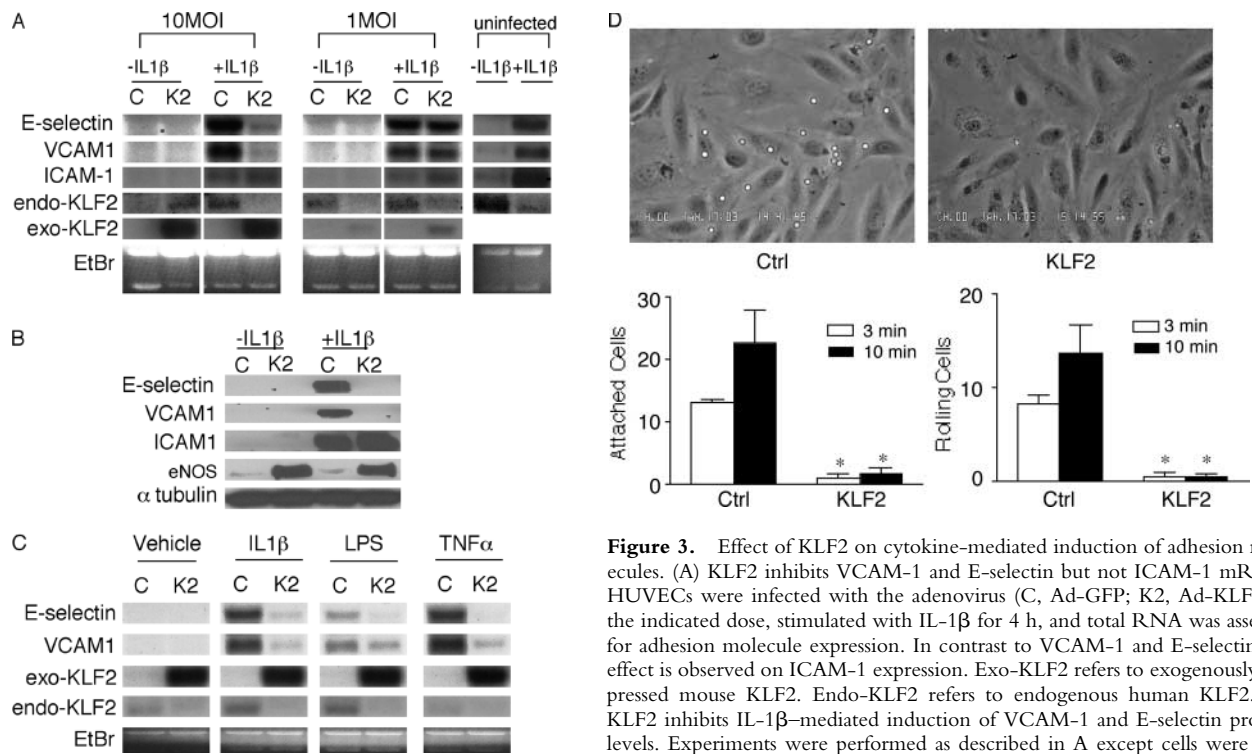 A
10MOI
1MOI
uninfected
-IL1β +IL1β
-IL1β +IL1β
-IL1β +IL1β
C K2 C K2
C K2 C K2
E-selectin
VCAM1
ICAM-1
endo-KLF2
exo-KLF2
EtBr
B
-IL1β +IL1β
C K2 C K2
E-selectin
VCAM1
ICAM1
eNOS
α tubulin
C
Vehicle IL1β LPS TNFα
C K2 C K2 C K2 C K2
E-selectin
VCAM1
exo-KLF2
endo-KLF2
EtBr
D
Ctrl
KLF2
30
20
10
0
Attached Cells
3 min
10 min
* *
Ctrl KLF2
20
10
0
Rolling Cells
3 min
10 min
* *
Ctrl KLF2
Figure 3. Effect of KLF2 on cytokine-mediated induction of adhesion
ecules. (A) KLF2 inhibits VCAM-1 and E-selectin but not ICAM-1 mR
HUVECs were infected with the adenovirus (C, Ad-GFP; K2, Ad-KLF
the indicated dose, stimulated with IL-1β for 4 h, and total RNA was asse
for adhesion molecule expression. In contrast to VCAM-1 and E-selectin
effect is observed on ICAM-1 expression. Exo-KLF2 refers to exogenously
pressed mouse KLF2. Endo-KLF2 refers to endogenous human KLF2.
KLF2 inhibits IL-1β–mediated induction of VCAM-1 and E-selectin pro
levels. Experiments were performed as described in A except cells were